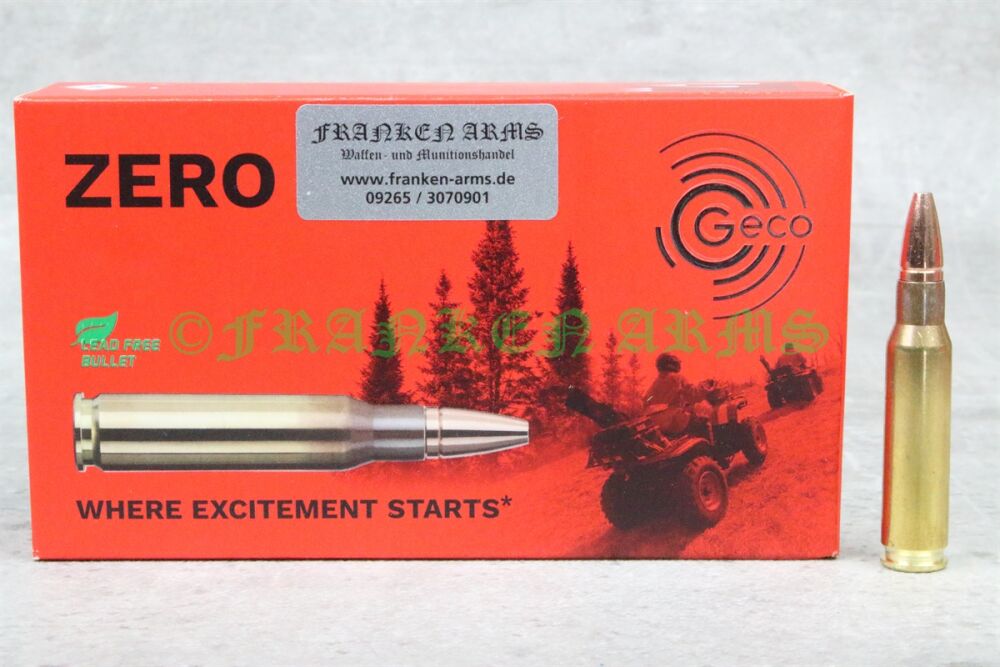 ZERO
FRANKEN ARMS
Waffen- und Munitionshandel
www.franken-arms.de
09265 / 3070901
Geco
©FRANKEN ARMS
LEAD FREE
BULLET
WHERE EXCITEMENT STARTS*